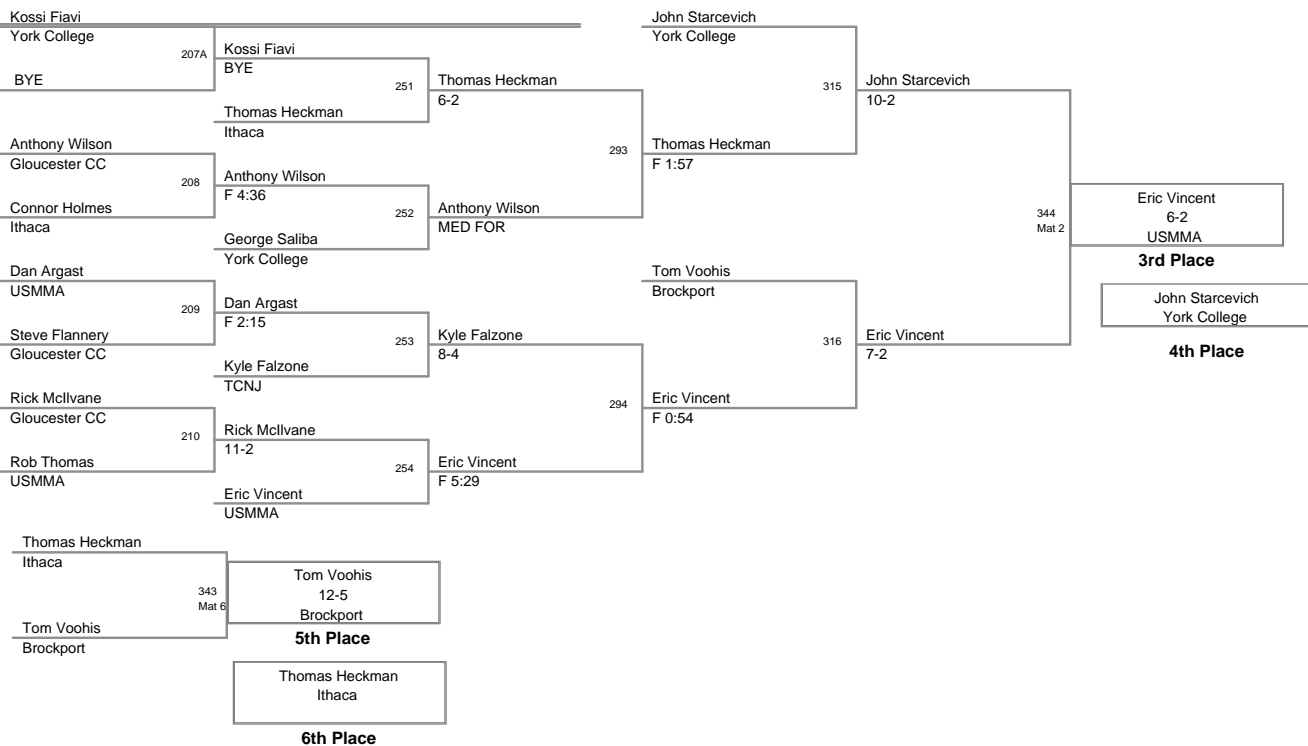 Kossi Fiavi
York College
207A
BYE
Kossi Fiavi
BYE
251
Thomas Heckman
Ithaca
Thomas Heckman
6-2
Anthony Wilson
Gloucester CC
208
Connor Holmes
Ithaca
Anthony Wilson
F 4:36
252
George Saliba
York College
Anthony Wilson
MED FOR
293
Thomas Heckman
F 1:57
John Starcevich
York College
315
John Starcevich
10-2
Dan Argast
USMMA
209
Steve Flannery
Gloucester CC
Dan Argast
F 2:15
253
Kyle Falzone
TCNJ
Kyle Falzone
8-4
Rick McIlvane
Gloucester CC
210
Rob Thomas
USMMA
Rick McIlvane
11-2
254
Eric Vincent
USMMA
Eric Vincent
F 5:29
294
Eric Vincent
F 0:54
Tom Voohis
Brockport
316
Eric Vincent
7-2
344
Mat 2
Eric Vincent
6-2
USMMA
3rd Place
John Starcevich
York College
4th Place
Thomas Heckman
Ithaca
343
Mat 6
Tom Voohis
Brockport
Tom Voohis
12-5
Brockport
5th Place
Thomas Heckman
Ithaca
6th Place